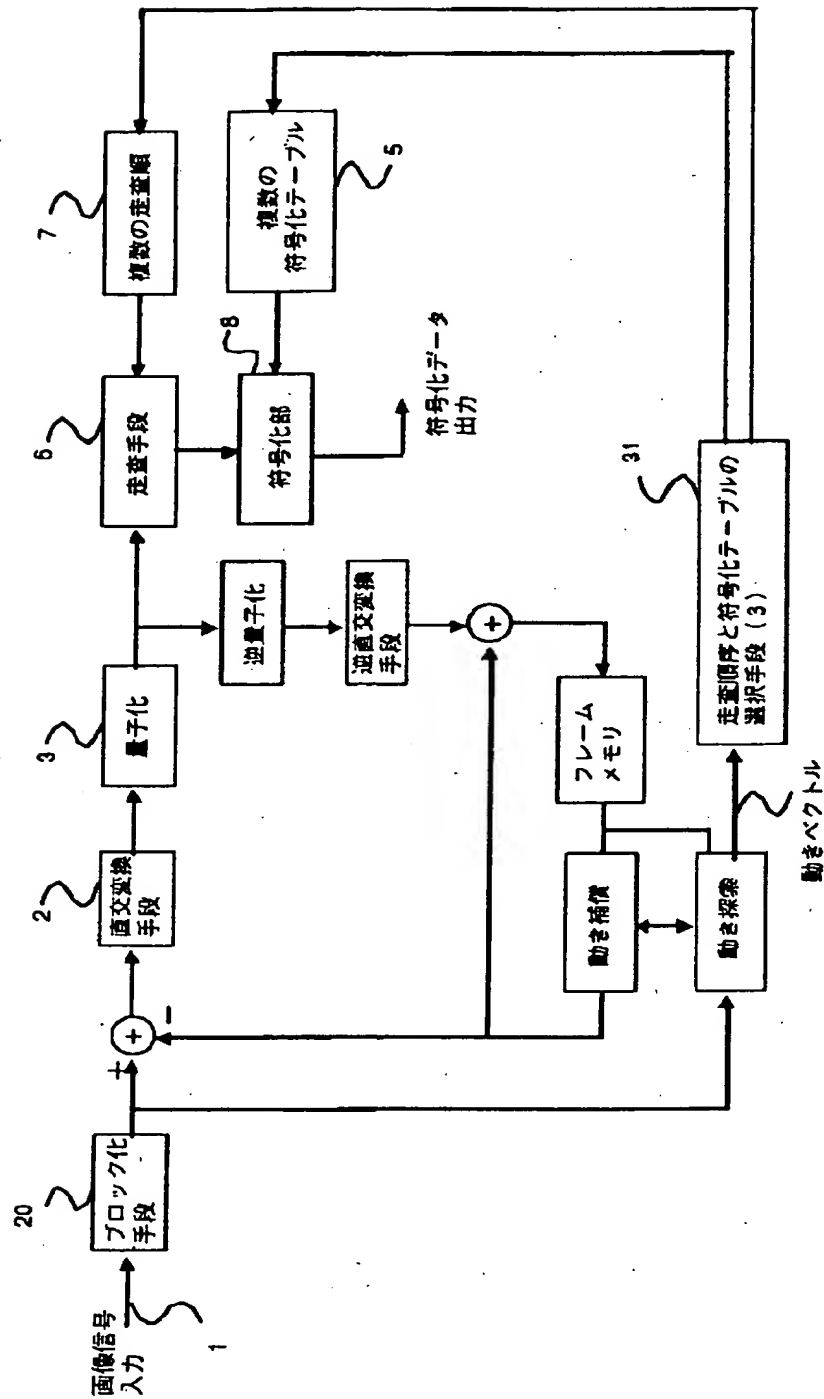 画像信号
入力
1
20
ブロック化
手段
+
+
−
2
直交変換
手段
3
量子化
逆量子化
逆直交変換
手段
+
フレーム
メモリ
動き補償
動き探索
動きベクトル
6
走査手段
7
複数の走査順
8
符号化部
複数の
符号化テーブル
5
符号化データ
出力
31
走査順序と符号化テーブルの
選択手段 (3)